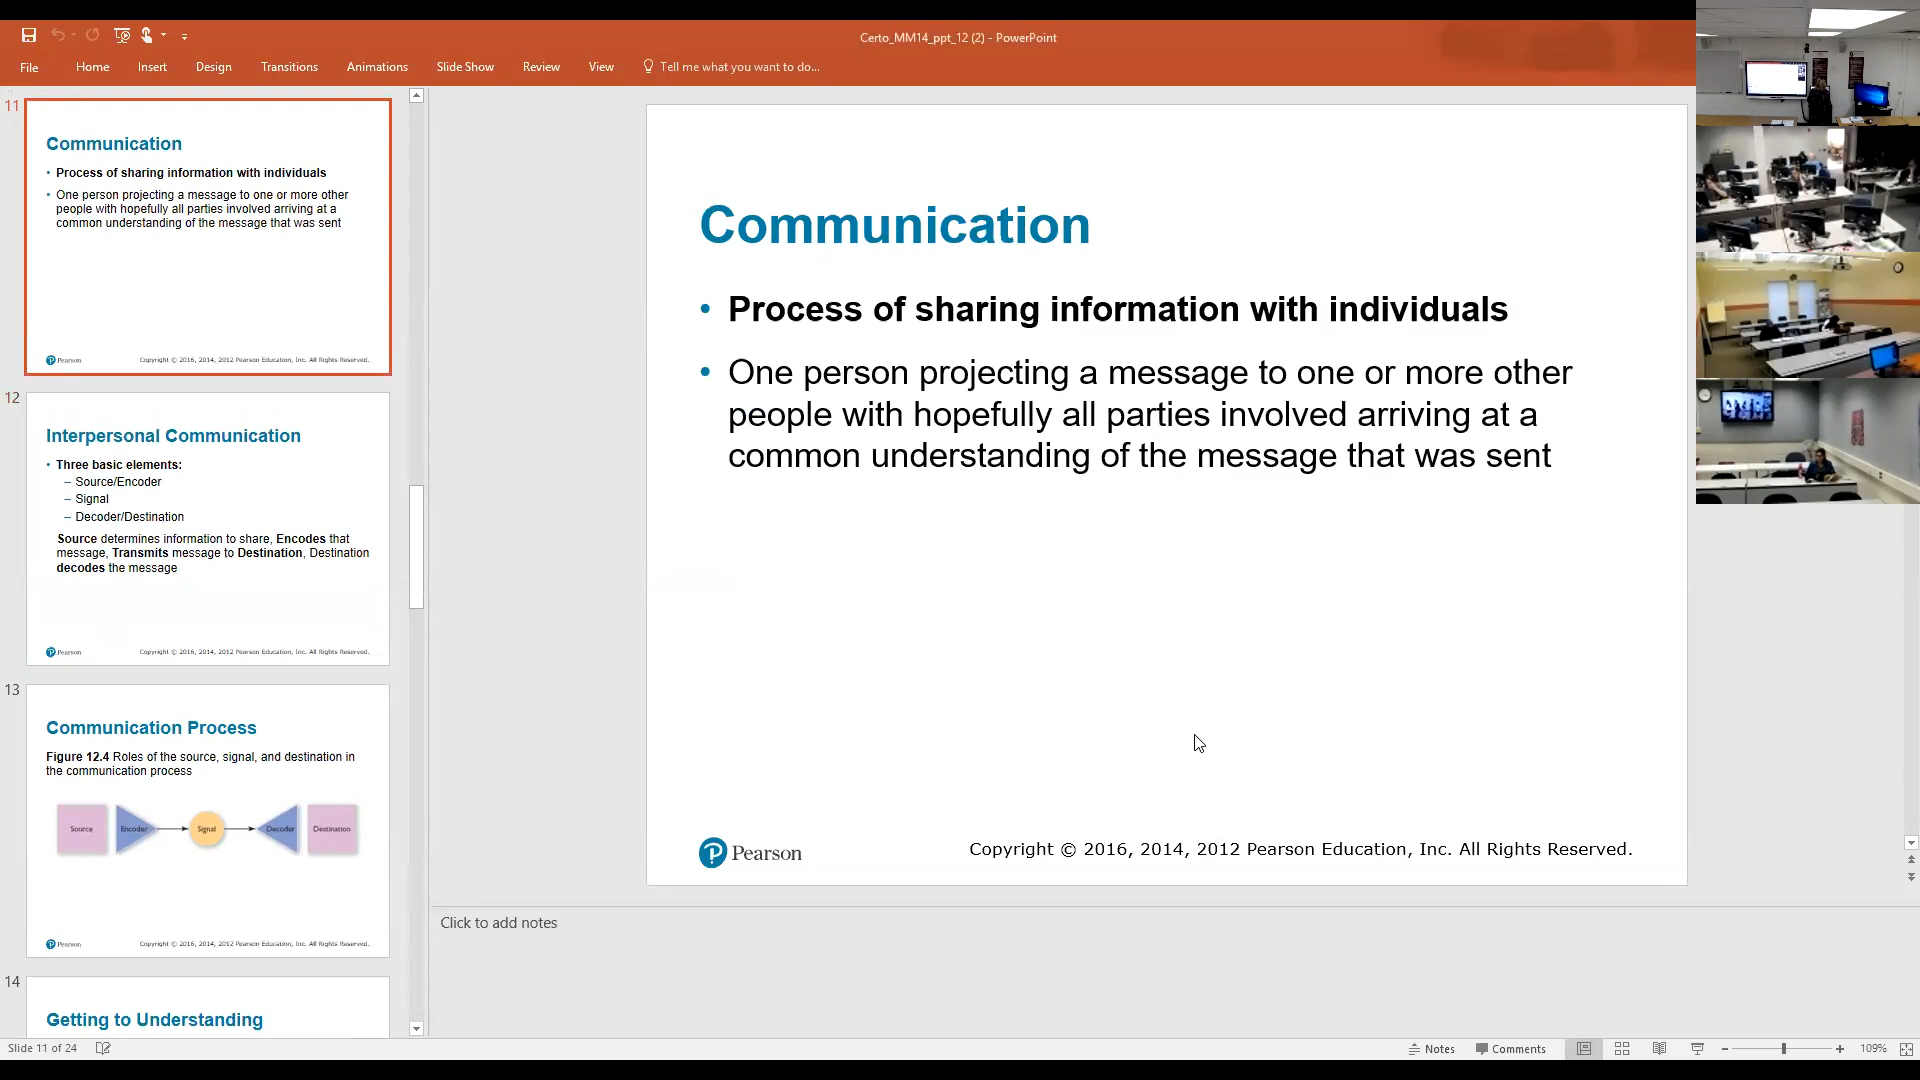 Certo_MM14_ppt_12 (2) - PowerPoint
File Home Insert Design Transitions Animations Slide Show Review View Tell me what you want to do...
11
Communication
• Process of sharing information with individuals
• One person projecting a message to one or more other
people with hopefully all parties involved arriving at a
common understanding of the message that was sent
Pearson
Copyright © 2016, 2014, 2012 Pearson Education, Inc. All Rights Reserved.
12
Interpersonal Communication
• Three basic elements:
– Source/Encoder
– Signal
– Decoder/Destination
Source determines information to share, Encodes that
message, Transmits message to Destination, Destination
decodes the message
Pearson
Copyright © 2016, 2014, 2012 Pearson Education, Inc. All Rights Reserved.
13
Communication Process
Figure 12.4 Roles of the source, signal, and destination in
the communication process
Source Encoder Signal Decoder Destination
Pearson
Copyright © 2016, 2014, 2012 Pearson Education, Inc. All Rights Reserved.
14
Getting to Understanding
Communication
• Process of sharing information with individuals
• One person projecting a message to one or more other
people with hopefully all parties involved arriving at a
common understanding of the message that was sent
Pearson
Copyright © 2016, 2014, 2012 Pearson Education, Inc. All Rights Reserved.
Click to add notes
Slide 11 of 24
Notes Comments 109%